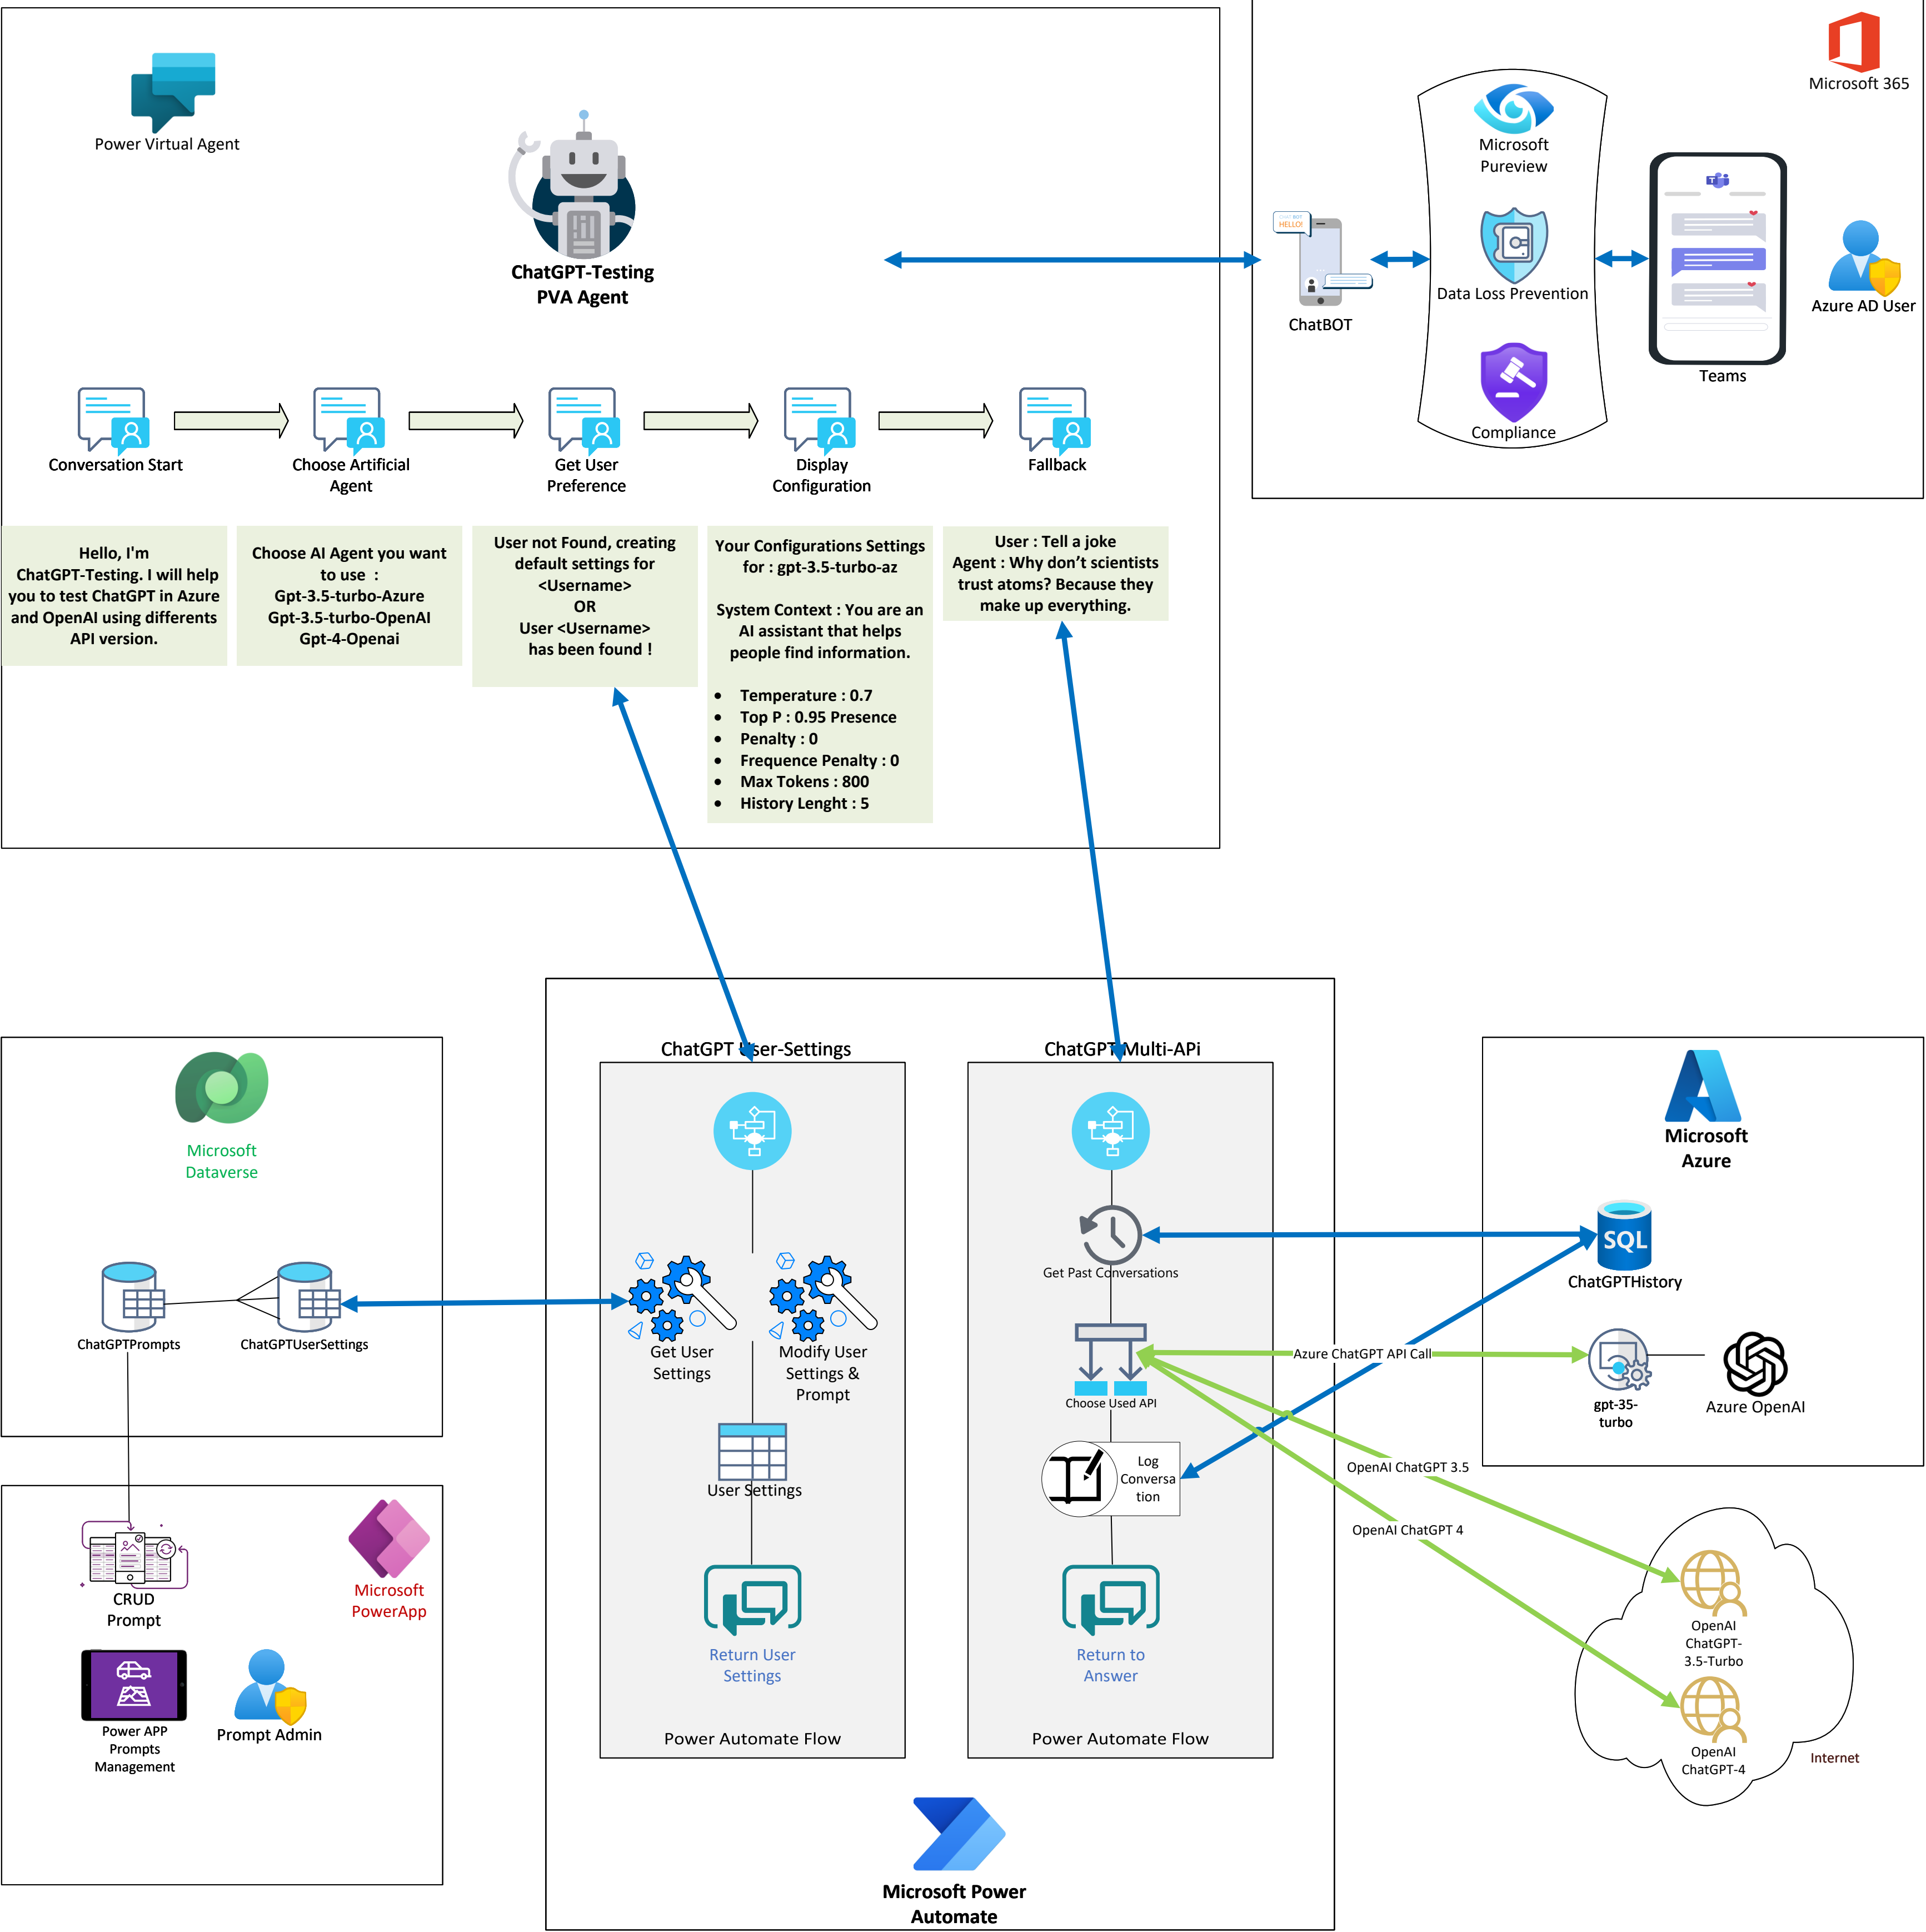 Power Virtual Agent
ChatGPT-Testing
PVA Agent
Conversation Start
Choose Artificial
Agent
Get User
Preference
Display
Configuration
Fallback
Hello, I'm
ChatGPT-Testing. I will help
you to test ChatGPT in Azure
and OpenAI using differents
API version.
Choose AI Agent you want
to use :
Gpt-3.5-turbo-Azure
Gpt-3.5-turbo-OpenAI
Gpt-4-Openai
User not Found, creating
default settings for
<Username>
OR
User <Username>
has been found !
Your Configurations Settings
for : gpt-3.5-turbo-az
System Context : You are an
AI assistant that helps
people find information.
• Temperature : 0.7
• Top P : 0.95 Presence
• Penalty : 0
• Frequence Penalty : 0
• Max Tokens : 800
• History Lenght : 5
User : Tell a joke
Agent : Why don’t scientists
trust atoms? Because they
make up everything.
Microsoft 365
Microsoft
Pureview
Data Loss Prevention
Compliance
CHAT BOT
HELLO!
ChatBOT
T
Teams
Azure AD User
Microsoft
Dataverse
ChatGPTPrompts
ChatGPTUserSettings
CRUD
Prompt
Microsoft
PowerApp
Power APP
Prompts
Management
Prompt Admin
ChatGPT User-Settings
Get User
Settings
Modify User
Settings &
Prompt
User Settings
Return User
Settings
Power Automate Flow
ChatGPT Multi-APi
Get Past Conversations
Choose Used API
Log
Conversa
tion
Return to
Answer
Power Automate Flow
Microsoft Power
Automate
Microsoft
Azure
SQL
ChatGPTHistory
Azure ChatGPT API Call
gpt-35-
turbo
Azure OpenAI
OpenAI ChatGPT 3.5
OpenAI ChatGPT 4
OpenAI
ChatGPT-
3.5-Turbo
OpenAI
ChatGPT-4
Internet